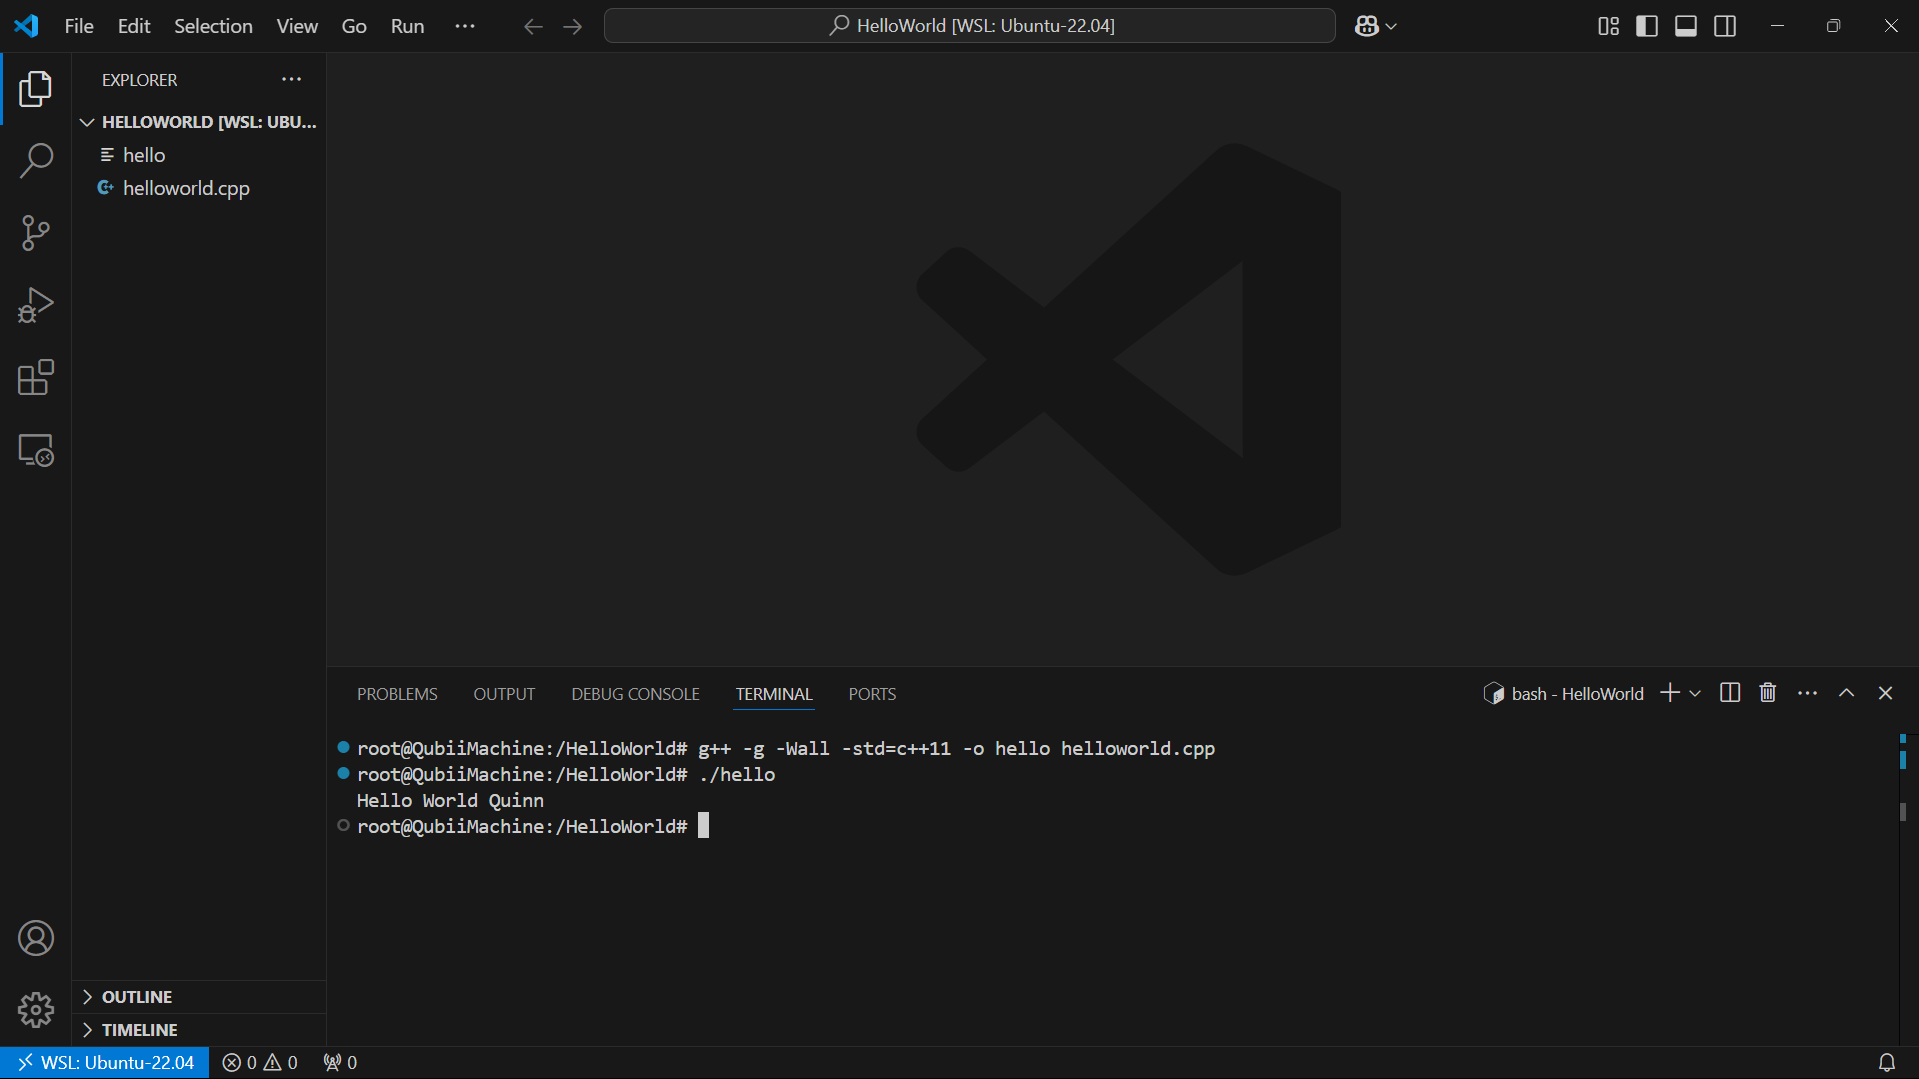 File Edit Selection View Go Run ···
HelloWorld [WSL: Ubuntu-22.04]
EXPLORER ···
HELLOWORLD [WSL: UBU...
hello
helloworld.cpp
OUTLINE
TIMELINE
PROBLEMS OUTPUT DEBUG CONSOLE TERMINAL PORTS
bash - HelloWorld
root@QubiiMachine:/HelloWorld# g++ -g -Wall -std=c++11 -o hello helloworld.cpp
root@QubiiMachine:/HelloWorld# ./hello
Hello World Quinn
root@QubiiMachine:/HelloWorld#
WSL: Ubuntu-22.04 0 0 0